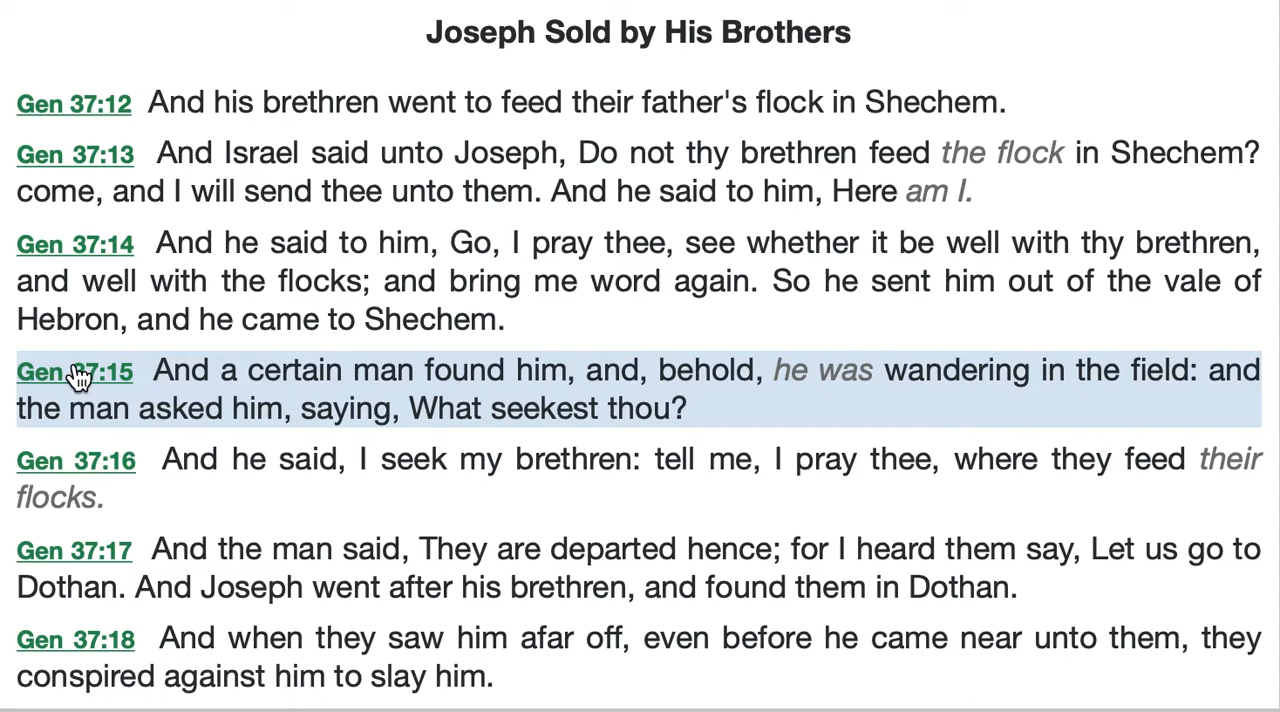 Joseph Sold by His Brothers
Gen 37:12 And his brethren went to feed their father's flock in Shechem.
Gen 37:13 And Israel said unto Joseph, Do not thy brethren feed the flock in Shechem?
come, and I will send thee unto them. And he said to him, Here am I.
Gen 37:14 And he said to him, Go, I pray thee, see whether it be well with thy brethren,
and well with the flocks; and bring me word again. So he sent him out of the vale of
Hebron, and he came to Shechem.
Gen 37:15 And a certain man found him, and, behold, he was wandering in the field: and
the man asked him, saying, What seekest thou?
Gen 37:16 And he said, I seek my brethren: tell me, I pray thee, where they feed their
flocks.
Gen 37:17 And the man said, They are departed hence; for I heard them say, Let us go to
Dothan. And Joseph went after his brethren, and found them in Dothan.
Gen 37:18 And when they saw him afar off, even before he came near unto them, they
conspired against him to slay him.